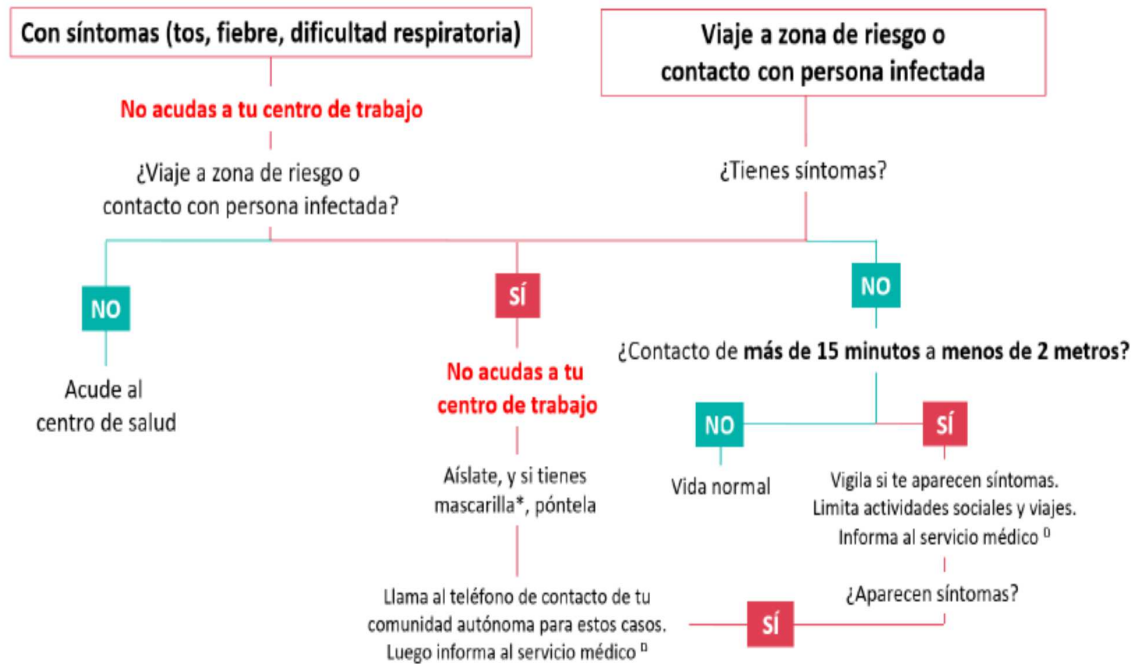 Con síntomas (tos, fiebre, dificultad respiratoria)
No acudas a tu centro de trabajo
¿Viaje a zona de riesgo o
contacto con persona infectada?
NO
Acude al
centro de salud
SÍ
No acudas a tu
centro de trabajo
Aíslate, y si tienes
mascarilla*, póntela
Llama al teléfono de contacto de tu
comunidad autónoma para estos casos.
Luego informa al servicio médico
Viaje a zona de riesgo o
contacto con persona infectada
¿Tienes síntomas?
NO
¿Contacto de más de 15 minutos a menos de 2 metros?
NO
Vida normal
SÍ
Vigila si te aparecen síntomas.
Limita actividades sociales y viajes.
Informa al servicio médico
¿Aparecen síntomas?
SÍ